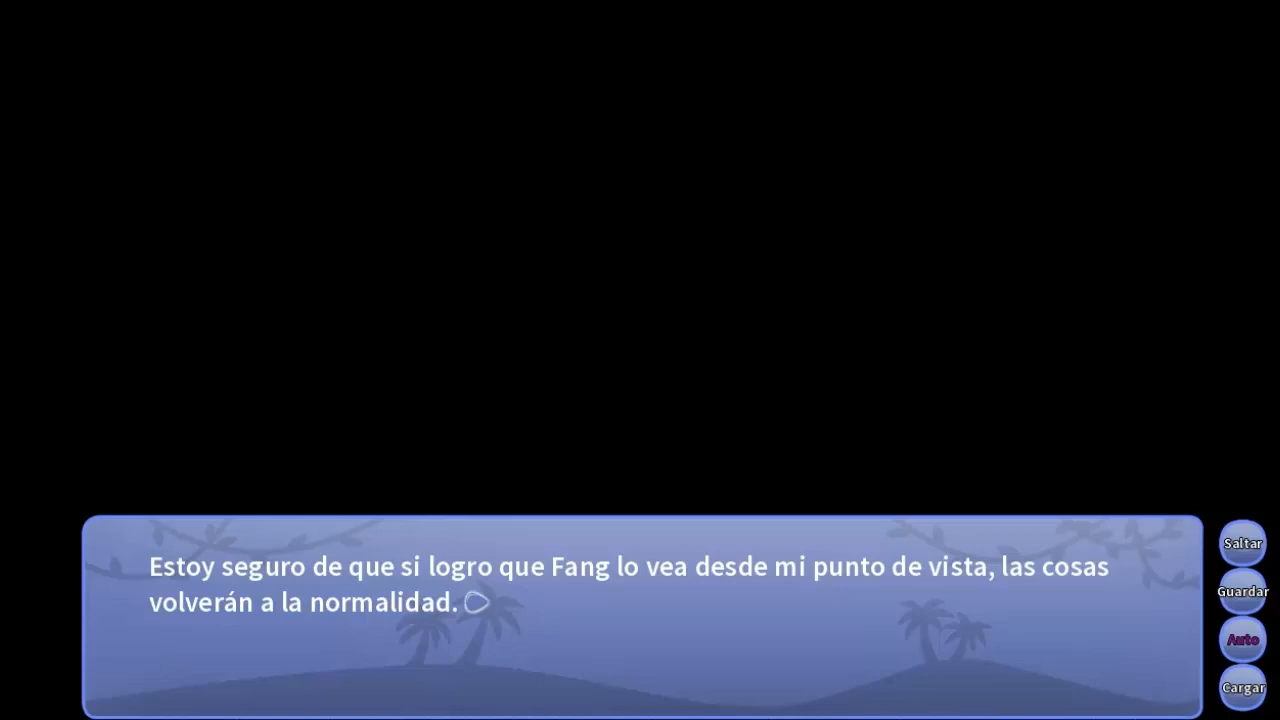 Estoy seguro de que si logro que Fang lo vea desde mi punto de vista, las cosas
volverán a la normalidad.
Saltar
Guardar
Auto
Cargar